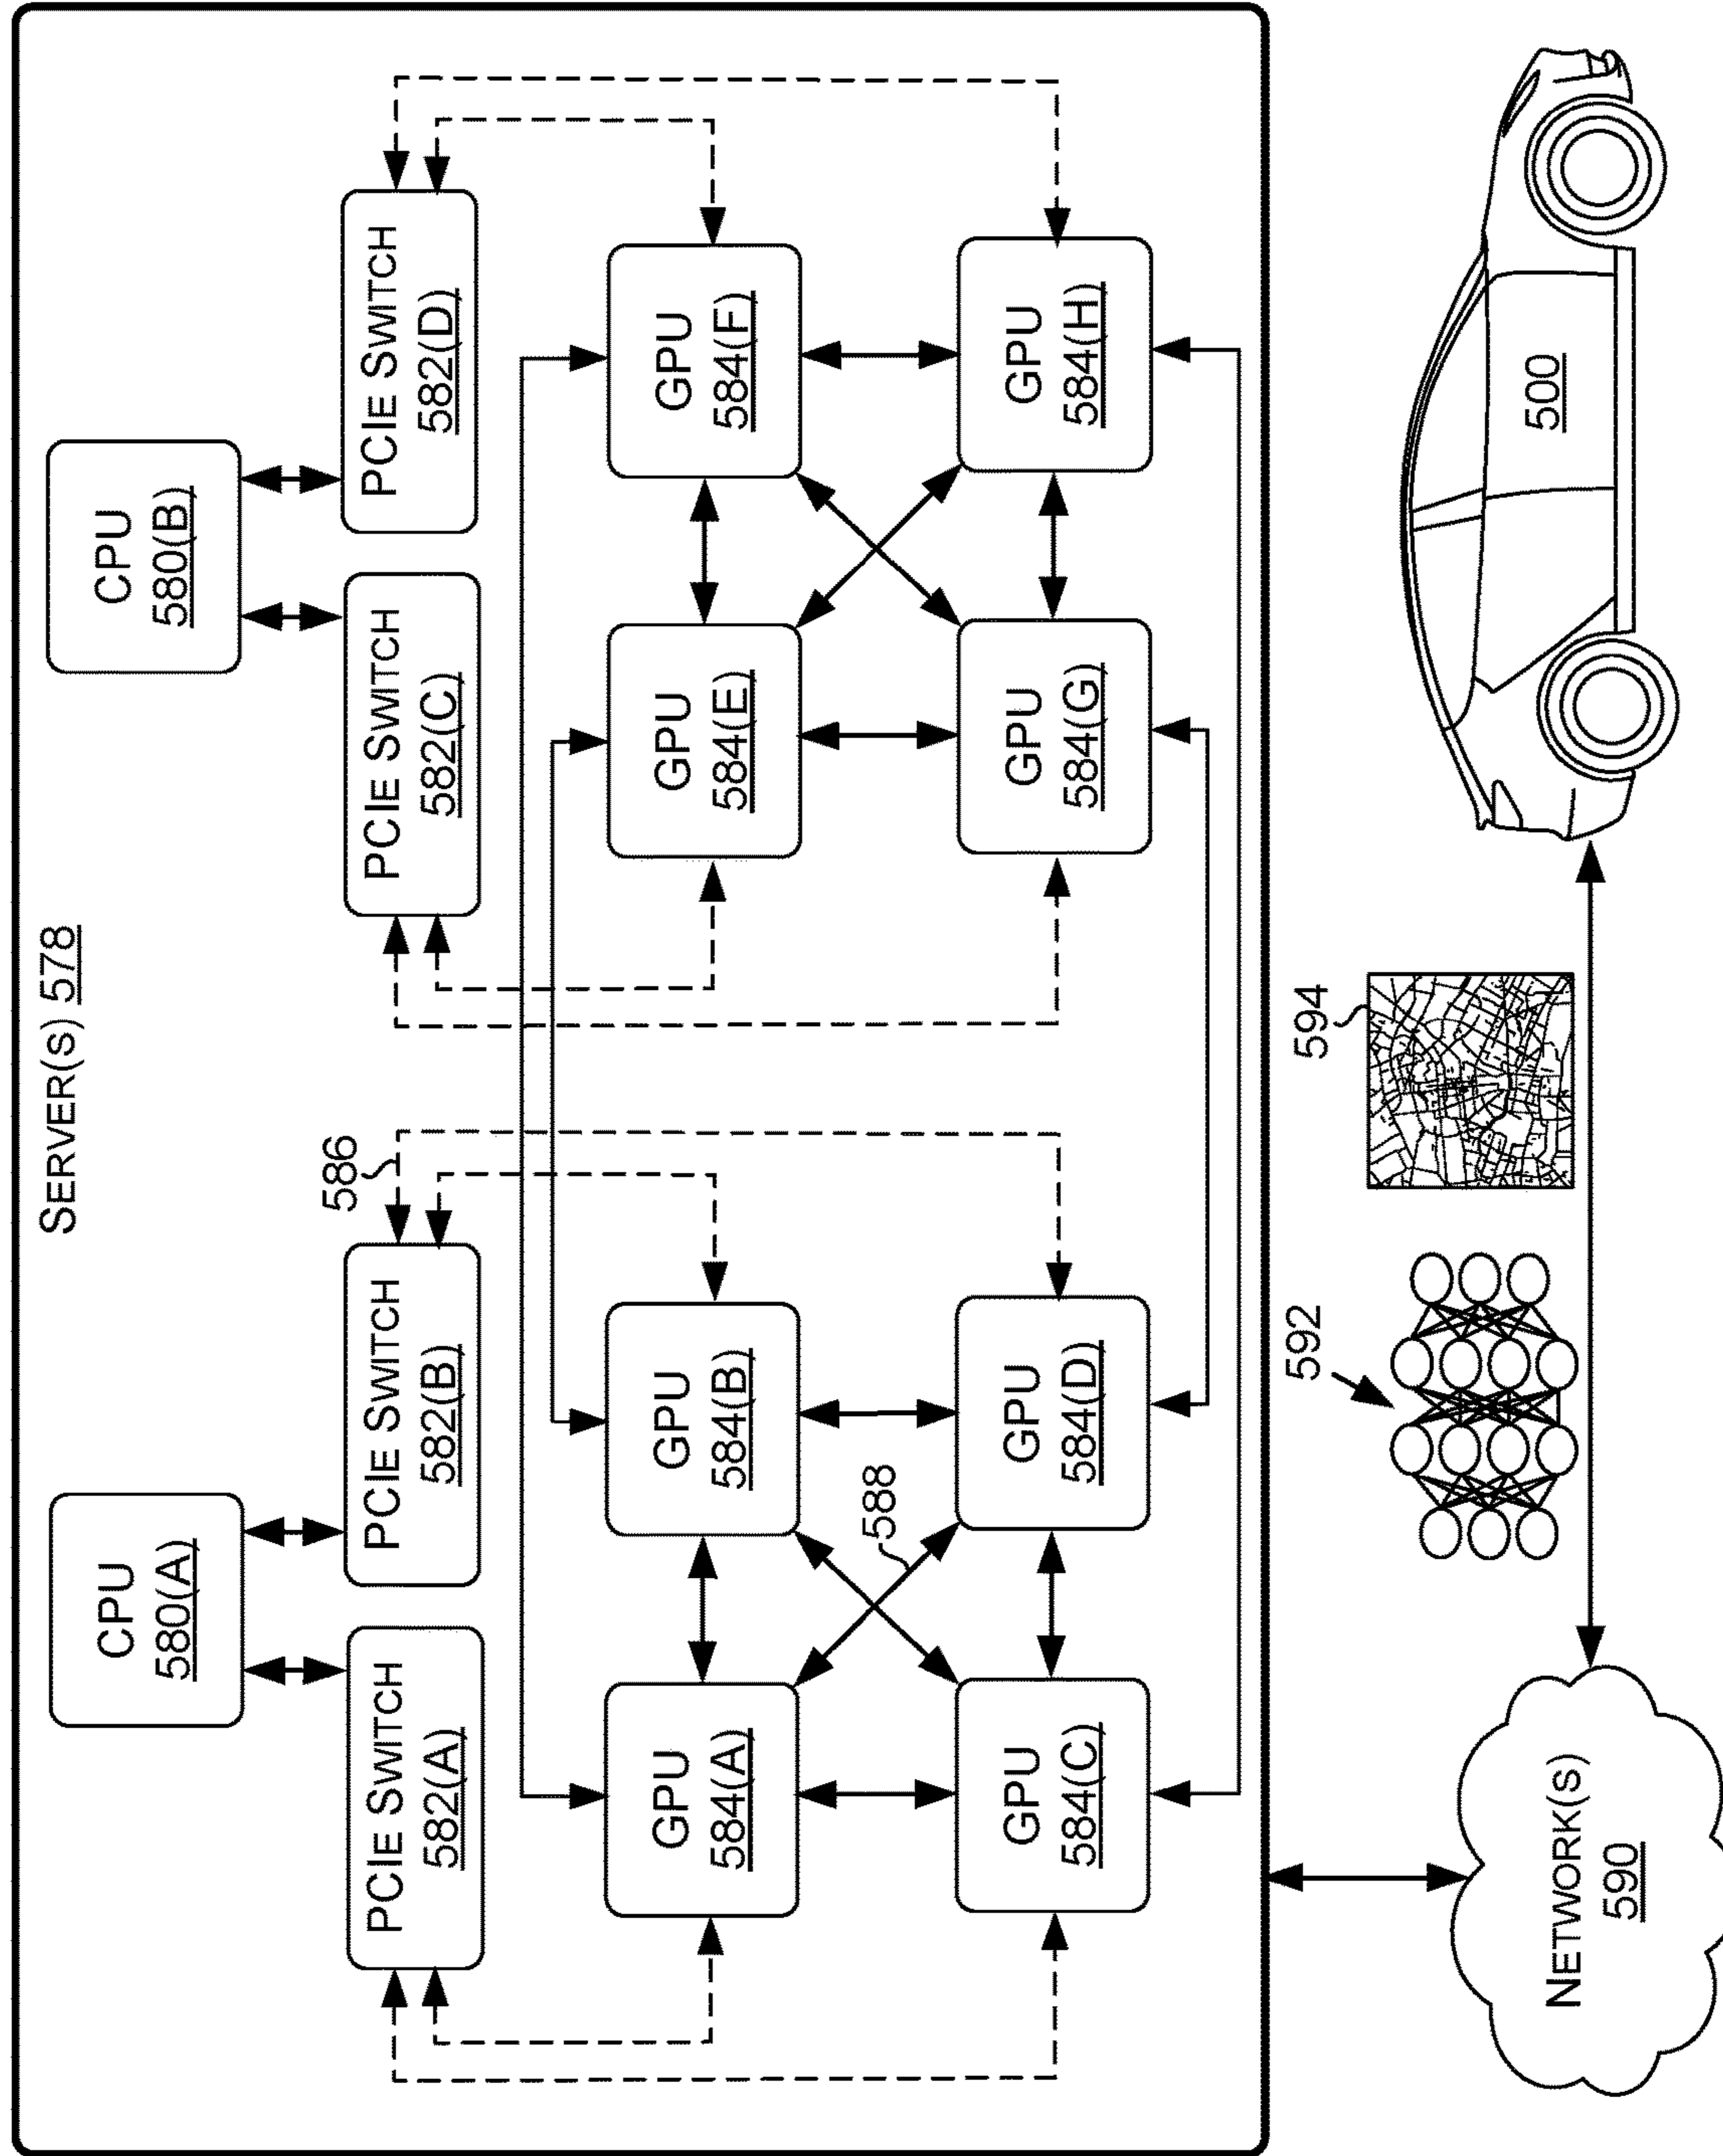 SERVER(S) 578
CPU
580(A)
CPU
580(B)
PCIE SWITCH
582(A)
PCIE SWITCH
582(B)
PCIE SWITCH
582(C)
PCIE SWITCH
582(D)
586
GPU
584(A)
GPU
584(B)
GPU
584(E)
GPU
584(F)
588
GPU
584(C)
GPU
584(D)
GPU
584(G)
GPU
584(H)
NETWORK(S)
590
592
594
500